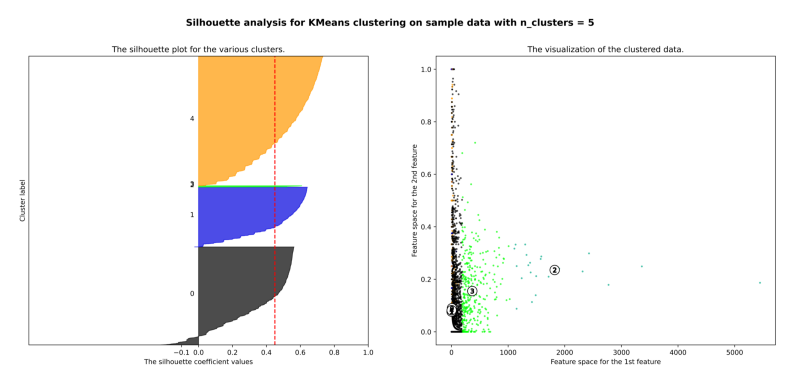 Silhouette analysis for KMeans clustering on sample data with n_clusters = 5
The silhouette plot for the various clusters.
Cluster label
4
1
0
−0.1 0.0 0.2 0.4 0.6 0.8 1.0
The silhouette coefficient values
The visualization of the clustered data.
Feature space for the 2nd feature
1.0
0.8
0.6
0.4
0.2
0.0
2
3
0 1000 2000 3000 4000 5000
Feature space for the 1st feature